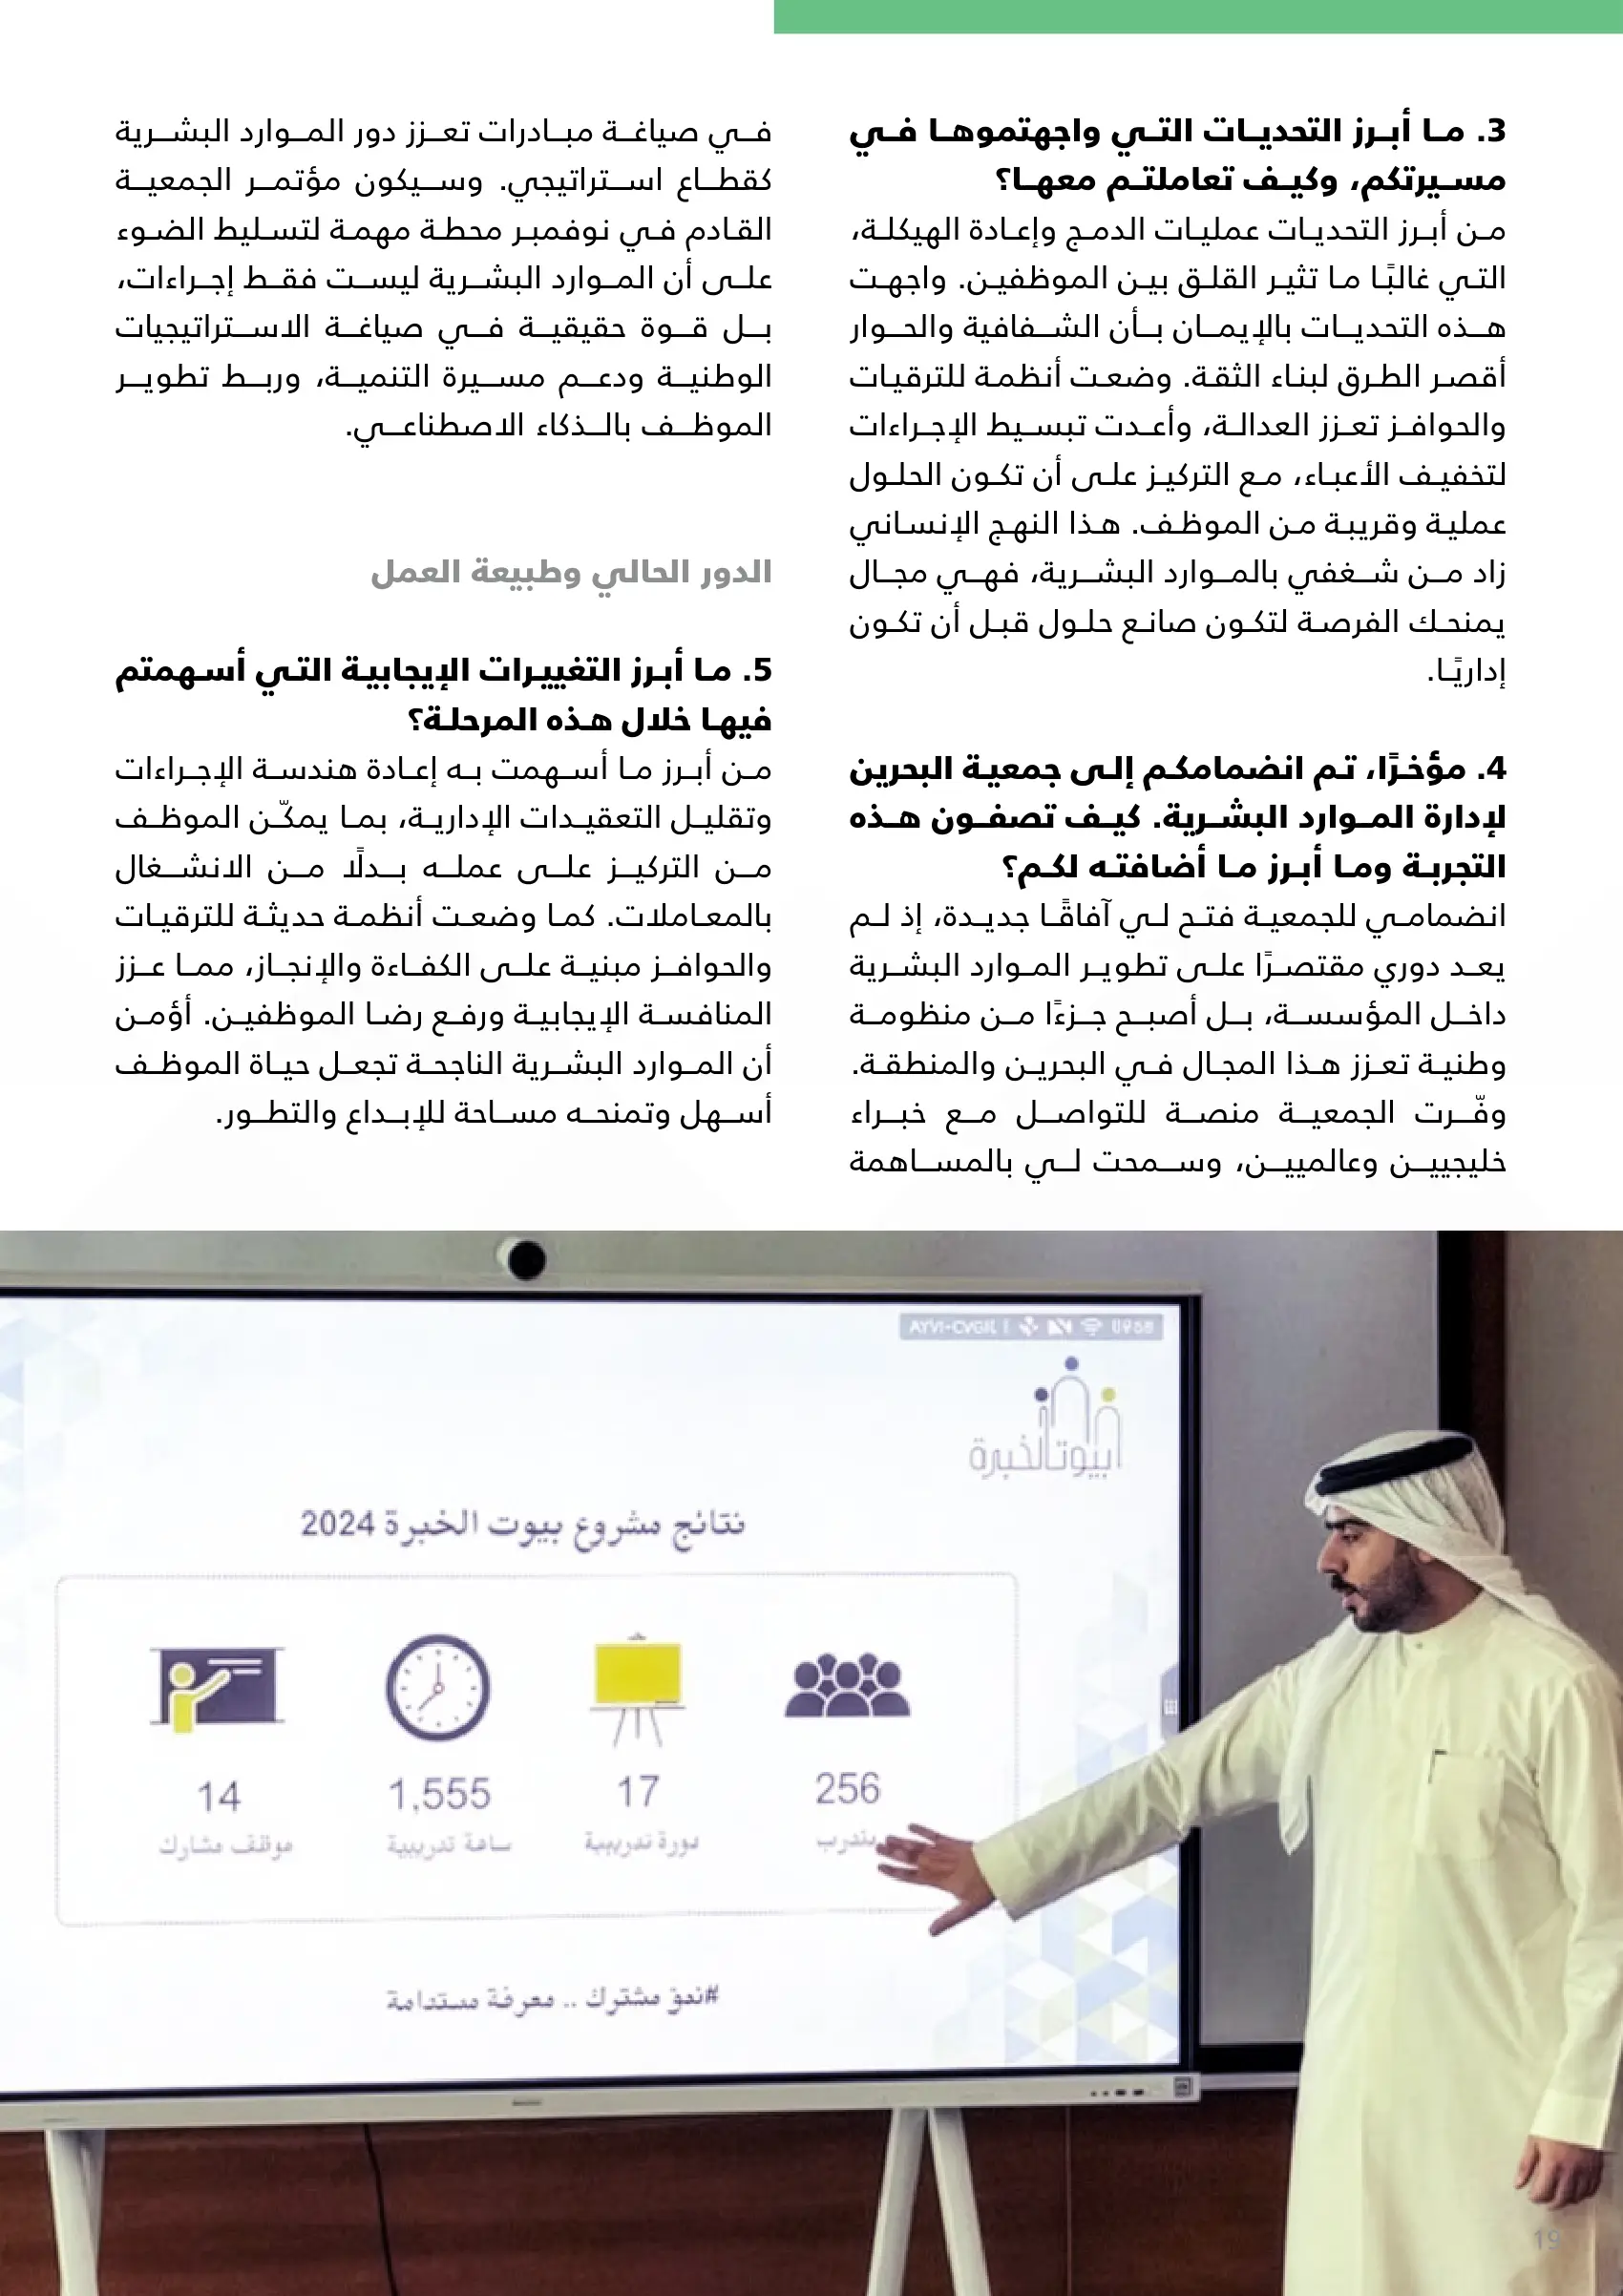 3. ما أبرز التحديات التي واجهتموها في
مسيرتكم، وكيف تعاملتم معها؟
من أبرز التحديات عمليات الدمج وإعادة الهيكلة،
التي غالبًا ما تثير القلق بين الموظفين. واجهت
هذه التحديات بالإيمان بأن الشفافية والحوار
أقصر الطرق لبناء الثقة. وضعت أنظمة للترقيات
والحوافز تعزز العدالة، وأعدت تبسيط الإجراءات
لتخفيف الأعباء، مع التركيز على أن تكون الحلول
عملية وقريبة من الموظف. هذا النهج الإنساني
زاد من شغفي بالموارد البشرية، فهي مجال
يمنحك الفرصة لتكون صانع حلول قبل أن تكون
إداريًا.
4. مؤخرًا، تم انضمامكم إلى جمعية البحرين
لإدارة الموارد البشرية. كيف تصفون هذه
التجربة وما أبرز ما أضافته لكم؟
انضمامي للجمعية فتح لي آفاقًا جديدة، إذ لم
يعد دوري مقتصرًا على تطوير الموارد البشرية
داخل المؤسسة، بل أصبح جزءًا من منظومة
وطنية تعزز هذا المجال في البحرين والمنطقة.
وفّرت الجمعية منصة للتواصل مع خبراء
خليجيين وعالميين، وسمحت لي بالمساهمة
في صياغة مبادرات تعزز دور الموارد البشرية
كقطاع استراتيجي. وسيكون مؤتمر الجمعية
القادم في نوفمبر محطة مهمة لتسليط الضوء
على أن الموارد البشرية ليست فقط إجراءات،
بل قوة حقيقية في صياغة الاستراتيجيات
الوطنية ودعم مسيرة التنمية، وربط تطوير
الموظف بالذكاء الاصطناعي.
الدور الحالي وطبيعة العمل
5. ما أبرز التغييرات الإيجابية التي أسهمتم
فيها خلال هذه المرحلة؟
من أبرز ما أسهمت به إعادة هندسة الإجراءات
وتقليل التعقيدات الإدارية، بما يمكّن الموظف
من التركيز على عمله بدلًا من الانشغال
بالمعاملات. كما وضعت أنظمة حديثة للترقيات
والحوافز مبنية على الكفاءة والإنجاز، مما عزز
المنافسة الإيجابية ورفع رضا الموظفين. أؤمن
أن الموارد البشرية الناجحة تجعل حياة الموظف
أسهل وتمنحه مساحة للإبداع والتطور.
بيوت الخبرة
نتائج مشروع بيوت الخبرة 2024
256 17 1,555 14
متدرب دورة تدريبية ساعة تدريبية موظف مشارك
#نمو مشترك .. معرفة مستدامة
19